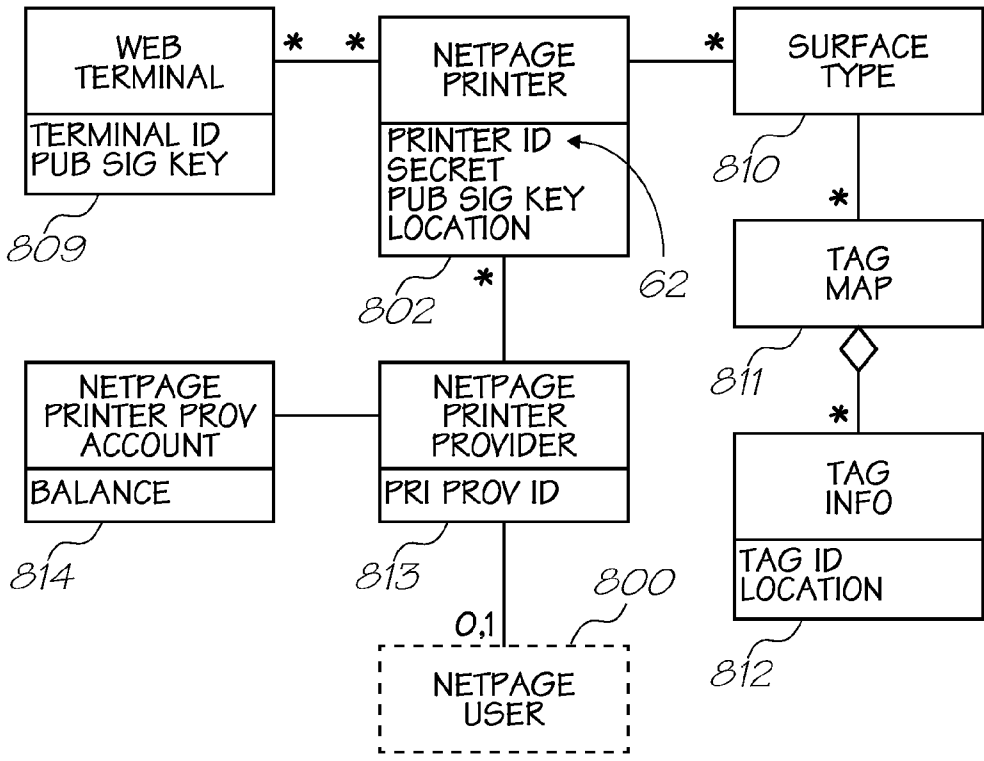 WEB
TERMINAL
TERMINAL ID
PUB SIG KEY
809
* *
NETPAGE
PRINTER
PRINTER ID
SECRET
PUB SIG KEY
LOCATION
802
62
*
SURFACE
TYPE
810
*
TAG
MAP
811
*
TAG
INFO
TAG ID
LOCATION
812
*
NETPAGE
PRINTER PROV
ACCOUNT
BALANCE
814
NETPAGE
PRINTER
PROVIDER
PRI PROV ID
813
0,1
800
NETPAGE
USER